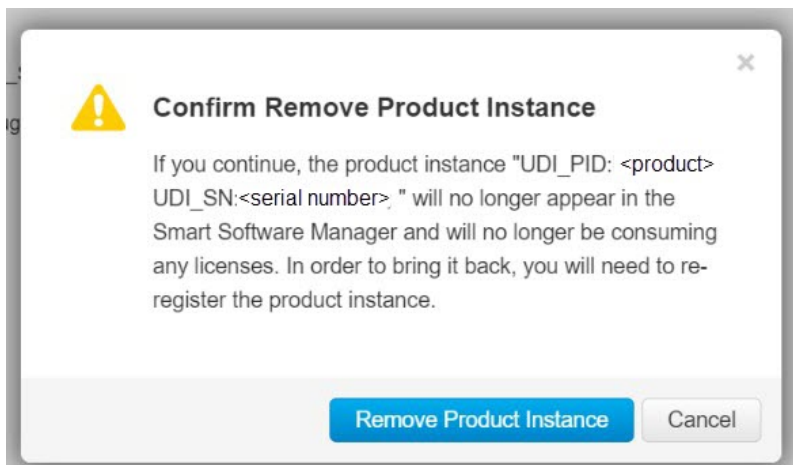 ×
Confirm Remove Product Instance
If you continue, the product instance "UDI_PID: <product>
UDI_SN:<serial number>, " will no longer appear in the
Smart Software Manager and will no longer be consuming
any licenses. In order to bring it back, you will need to re-
register the product instance.
Remove Product Instance
Cancel